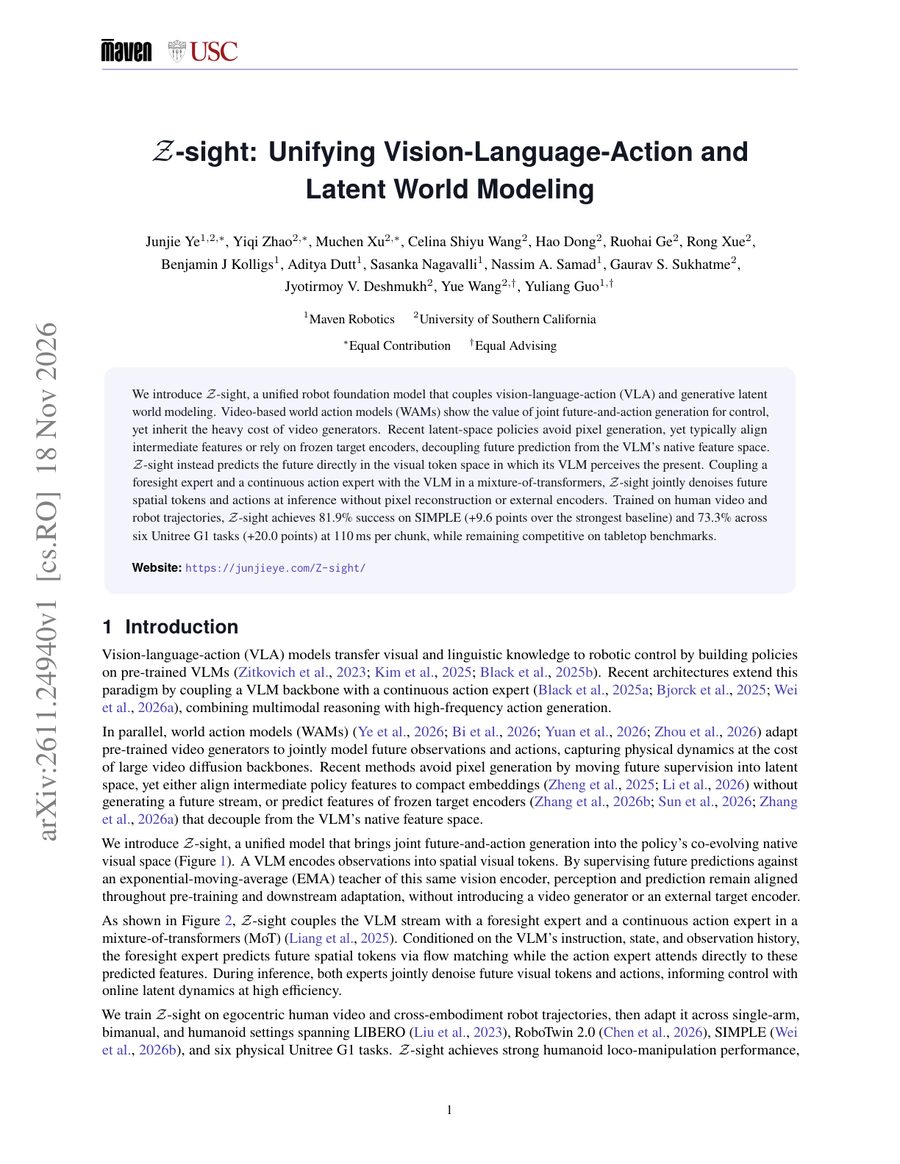 maven USC
Z-sight: Unifying Vision-Language-Action and
Latent World Modeling
Junjie Ye1,2,∗, Yiqi Zhao2,∗, Muchen Xu2,∗, Celina Shiyu Wang2, Hao Dong2, Ruohai Ge2, Rong Xue2,
Benjamin J Kolligs1, Aditya Dutt1, Sasanka Nagavalli1, Nassim A. Samad1, Gaurav S. Sukhatme2,
Jyotirmoy V. Deshmukh2, Yue Wang2,†, Yuliang Guo1,†
1Maven Robotics 2University of Southern California
∗Equal Contribution †Equal Advising
We introduce Z-sight, a unified robot foundation model that couples vision-language-action (VLA) and generative latent
world modeling. Video-based world action models (WAMs) show the value of joint future-and-action generation for control,
yet inherit the heavy cost of video generators. Recent latent-space policies avoid pixel generation, yet typically align
intermediate features or rely on frozen target encoders, decoupling future prediction from the VLM's native feature space.
Z-sight instead predicts the future directly in the visual token space in which its VLM perceives the present. Coupling a
foresight expert and a continuous action expert with the VLM in a mixture-of-transformers, Z-sight jointly denoises future
spatial tokens and actions at inference without pixel reconstruction or external encoders. Trained on human video and
robot trajectories, Z-sight achieves 81.9% success on SIMPLE (+9.6 points over the strongest baseline) and 73.3% across
six Unitree G1 tasks (+20.0 points) at 110 ms per chunk, while remaining competitive on tabletop benchmarks.
Website: https://junjieye.com/Z-sight/
arXiv:2611.24940v1 [cs.RO] 18 Nov 2026
1 Introduction
Vision-language-action (VLA) models transfer visual and linguistic knowledge to robotic control by building policies
on pre-trained VLMs (Zitkovich et al., 2023; Kim et al., 2025; Black et al., 2025b). Recent architectures extend this
paradigm by coupling a VLM backbone with a continuous action expert (Black et al., 2025a; Bjorck et al., 2025; Wei
et al., 2026a), combining multimodal reasoning with high-frequency action generation.
In parallel, world action models (WAMs) (Ye et al., 2026; Bi et al., 2026; Yuan et al., 2026; Zhou et al., 2026) adapt
pre-trained video generators to jointly model future observations and actions, capturing physical dynamics at the cost
of large video diffusion backbones. Recent methods avoid pixel generation by moving future supervision into latent
space, yet either align intermediate policy features to compact embeddings (Zheng et al., 2025; Li et al., 2026) without
generating a future stream, or predict features of frozen target encoders (Zhang et al., 2026b; Sun et al., 2026; Zhang
et al., 2026a) that decouple from the VLM's native feature space.
We introduce Z-sight, a unified model that brings joint future-and-action generation into the policy's co-evolving native
visual space (Figure 1). A VLM encodes observations into spatial visual tokens. By supervising future predictions against
an exponential-moving-average (EMA) teacher of this same vision encoder, perception and prediction remain aligned
throughout pre-training and downstream adaptation, without introducing a video generator or an external target encoder.
As shown in Figure 2, Z-sight couples the VLM stream with a foresight expert and a continuous action expert in a
mixture-of-transformers (MoT) (Liang et al., 2025). Conditioned on the VLM's instruction, state, and observation history,
the foresight expert predicts future spatial tokens via flow matching while the action expert attends directly to these
predicted features. During inference, both experts jointly denoise future visual tokens and actions, informing control with
online latent dynamics at high efficiency.
We train Z-sight on egocentric human video and cross-embodiment robot trajectories, then adapt it across single-arm,
bimanual, and humanoid settings spanning LIBERO (Liu et al., 2023), RoboTwin 2.0 (Chen et al., 2026), SIMPLE (Wei
et al., 2026b), and six physical Unitree G1 tasks. Z-sight achieves strong humanoid loco-manipulation performance,
1